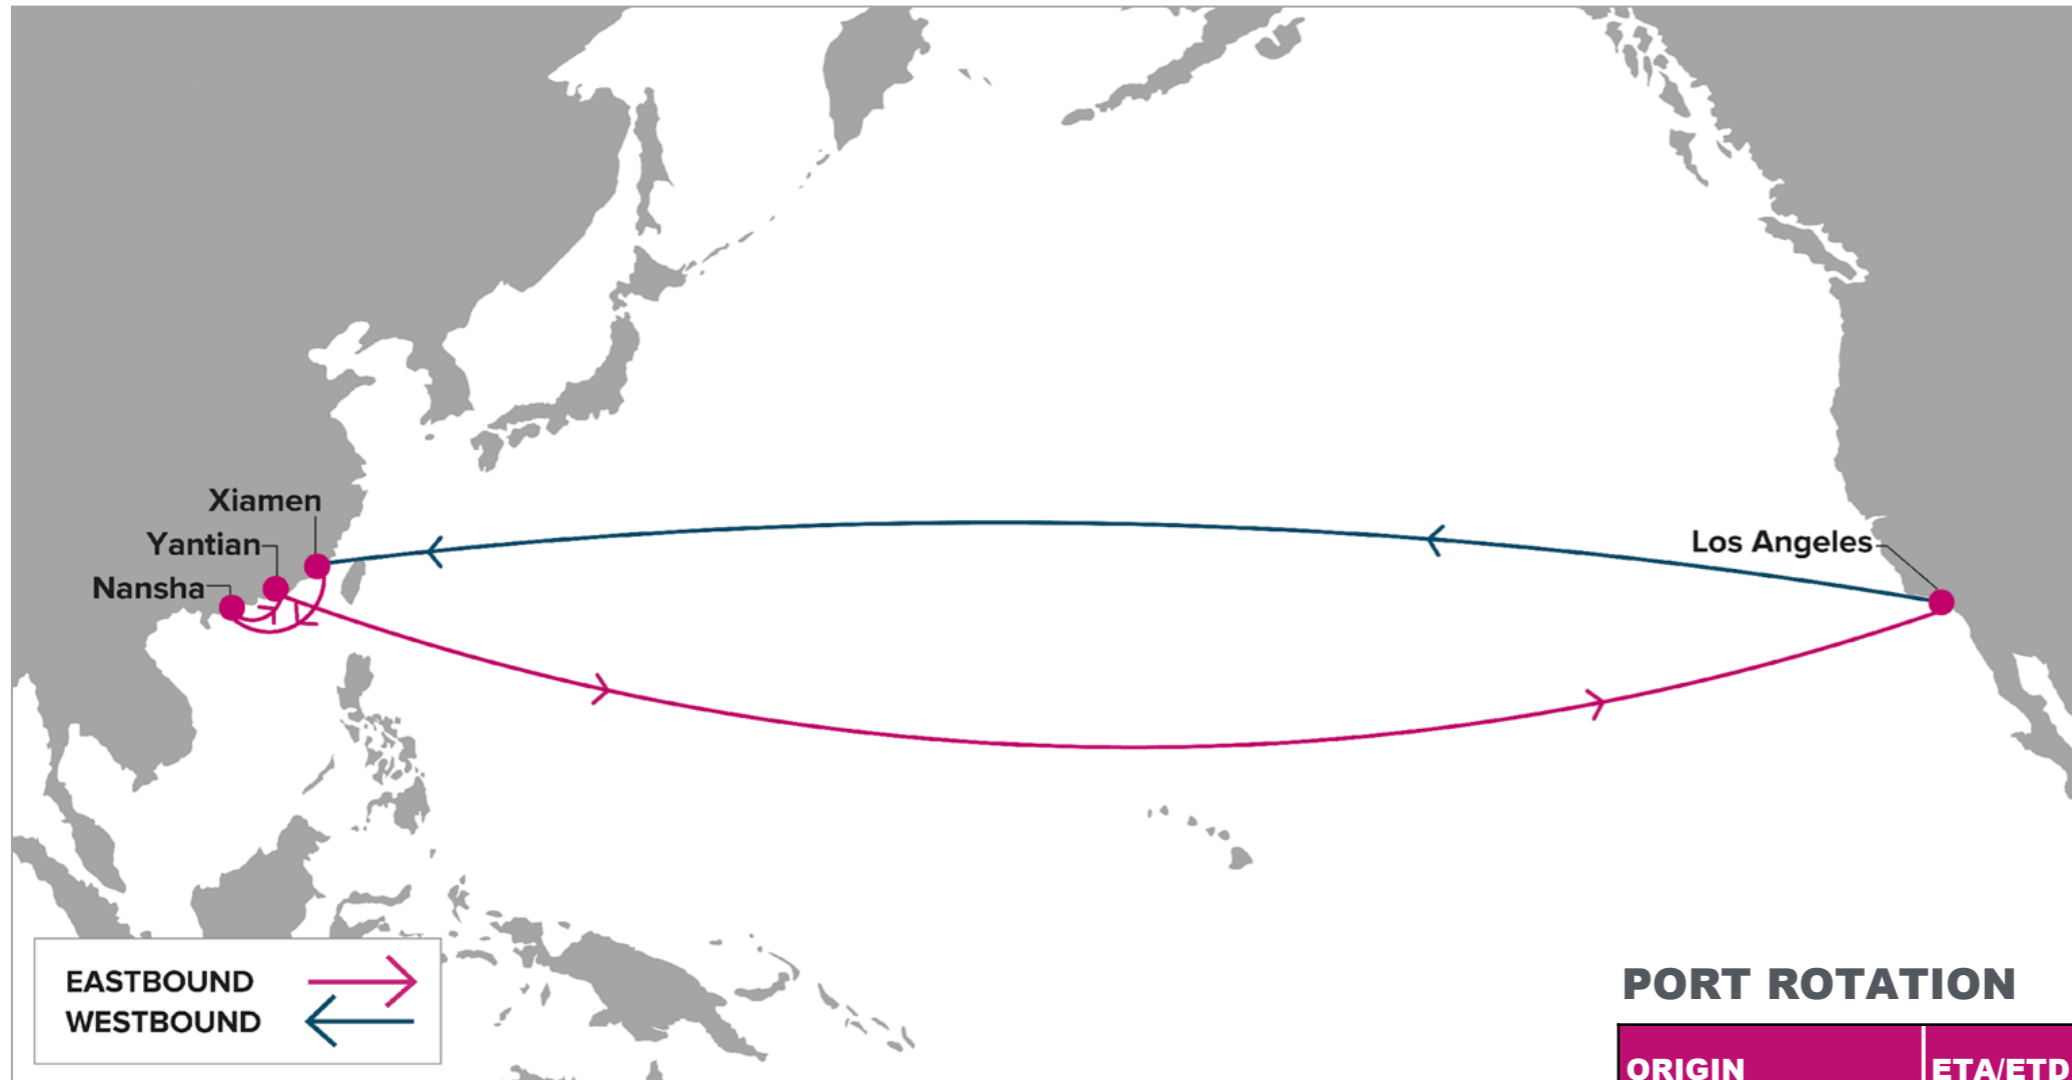 Xiamen
Yantian
Nansha
Los Angeles
EASTBOUND
WESTBOUND
PORT ROTATION
ORIGIN
ETA/ETD